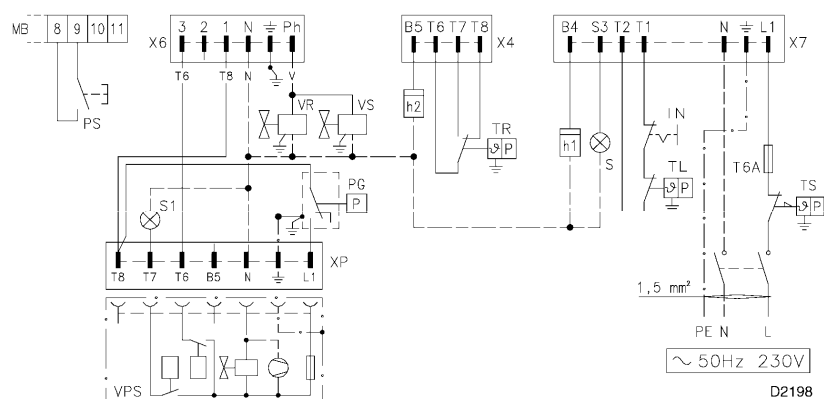 MB 8 9 10 11
X6 3 2 1 N ⏚ Ph
B5 T6 T7 T8 X4
B4 S3 T2 T1 N ⏚ L1 X7
T6 T8 N V
PS
VR VS
h2
TR
ϑ P
h1
S
IN
TL
ϑ P
T6A
TS
ϑ P
S1
PG
P
XP
T8 T7 T6 B5 N ⏚ L1
1,5 mm²
PE N L
VPS
~ 50Hz 230V
D2198